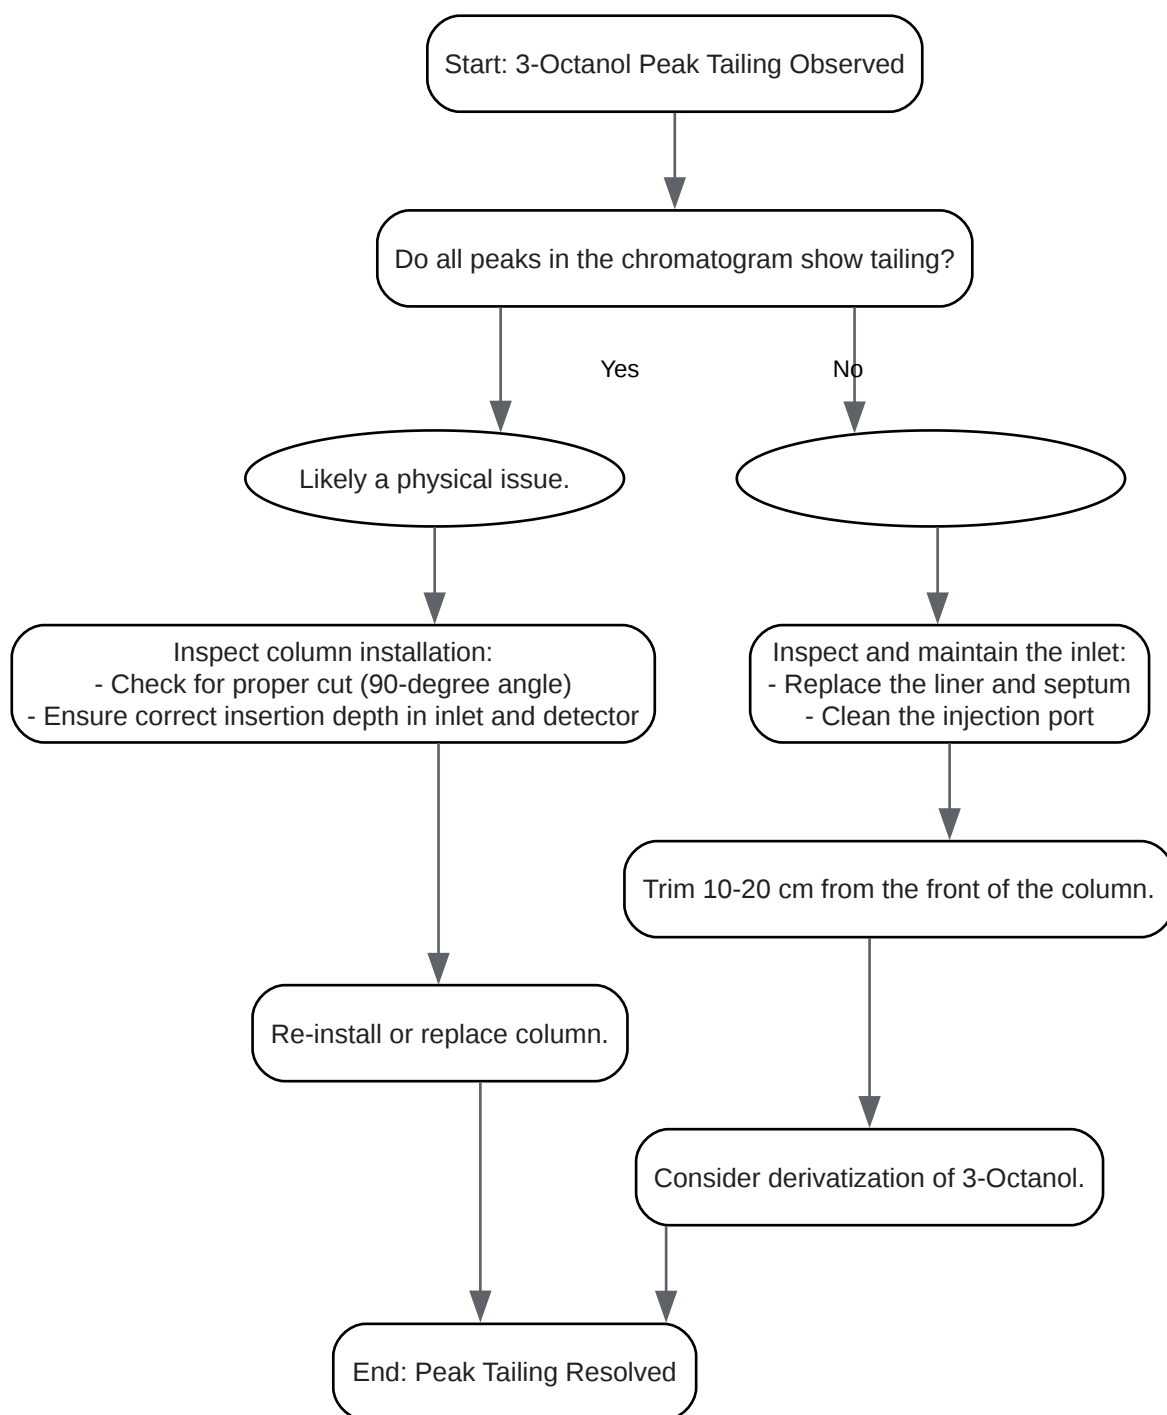 Start: 3-Octanol Peak Tailing Observed
Do all peaks in the chromatogram show tailing?
Yes
No
Likely a physical issue.
Inspect column installation:
- Check for proper cut (90-degree angle)
- Ensure correct insertion depth in inlet and detector
Inspect and maintain the inlet:
- Replace the liner and septum
- Clean the injection port
Trim 10-20 cm from the front of the column.
Re-install or replace column.
Consider derivatization of 3-Octanol.
End: Peak Tailing Resolved